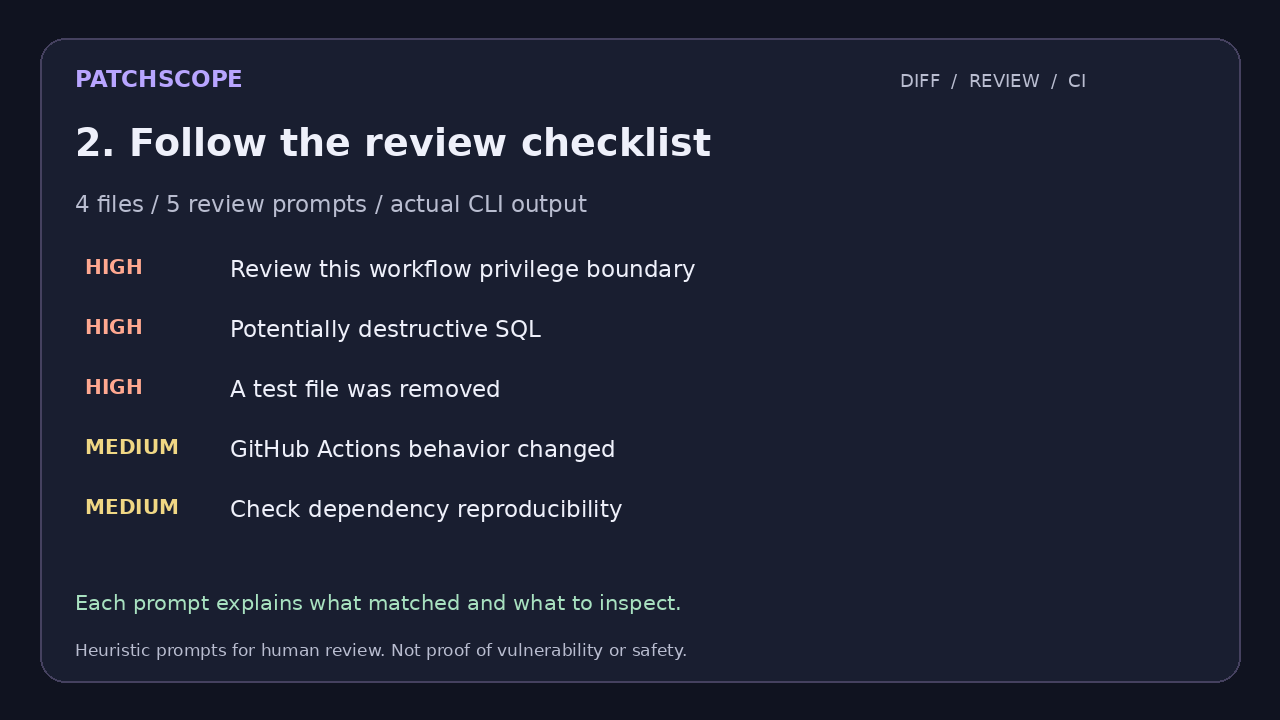 PATCHSCOPE
DIFF / REVIEW / CI
2. Follow the review checklist
4 files / 5 review prompts / actual CLI output
HIGH Review this workflow privilege boundary
HIGH Potentially destructive SQL
HIGH A test file was removed
MEDIUM GitHub Actions behavior changed
MEDIUM Check dependency reproducibility
Each prompt explains what matched and what to inspect.
Heuristic prompts for human review. Not proof of vulnerability or safety.